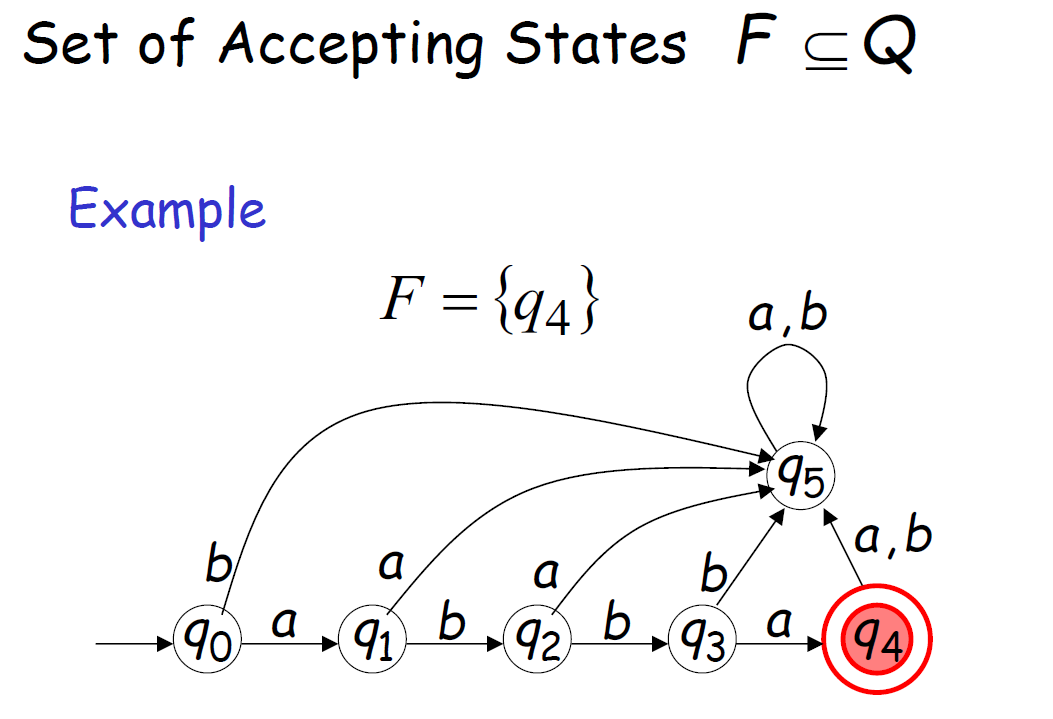 Set of Accepting States F ⊆ Q
Example
F = {q₄}
a,b
q₅
a,b
b
a
a
b
q₀
a
q₁
b
q₂
b
q₃
a
q₄